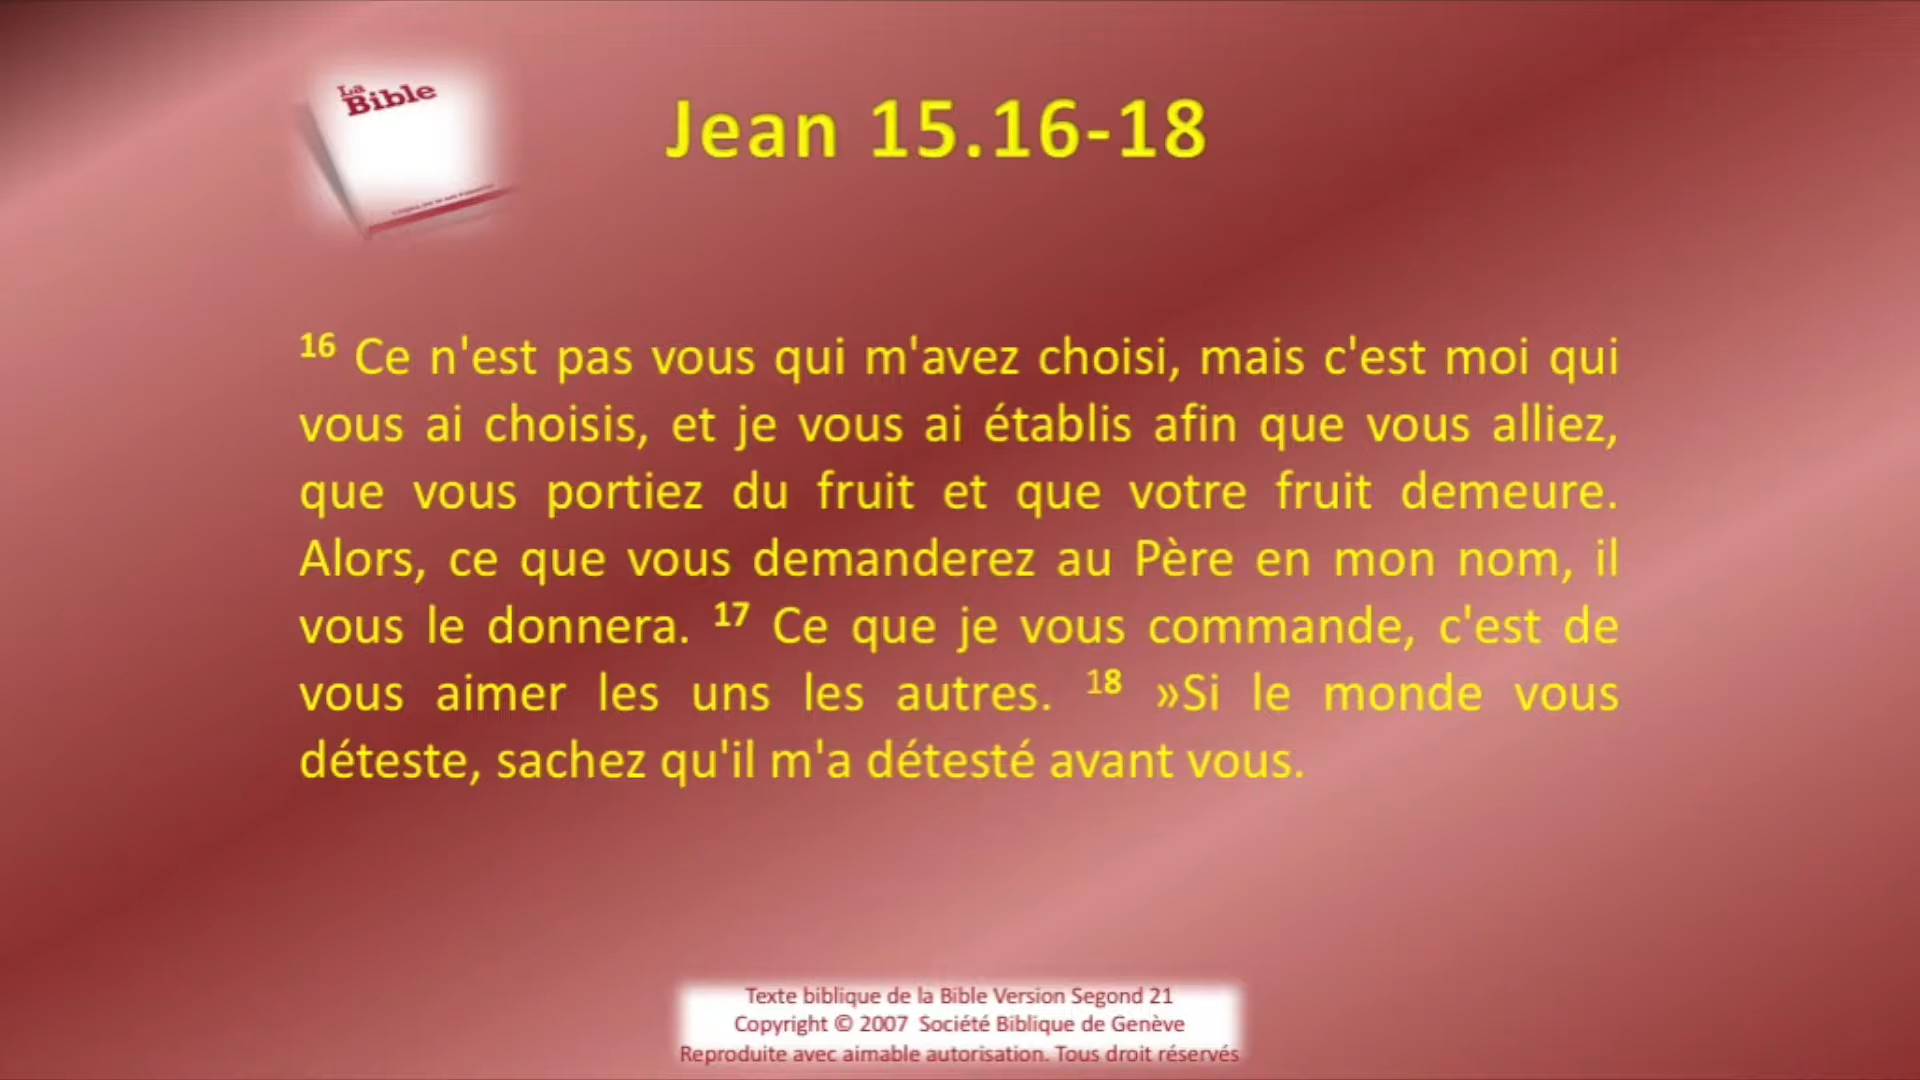 La
Bible
Jean 15.16-18
16 Ce n'est pas vous qui m'avez choisi, mais c'est moi qui
vous ai choisis, et je vous ai établis afin que vous alliez,
que vous portiez du fruit et que votre fruit demeure.
Alors, ce que vous demanderez au Père en mon nom, il
vous le donnera. 17 Ce que je vous commande, c'est de
vous aimer les uns les autres. 18 »Si le monde vous
déteste, sachez qu'il m'a détesté avant vous.
Texte biblique de la Bible Version Segond 21
Copyright © 2007 Société Biblique de Genève
Reproduite avec aimable autorisation. Tous droit réservés